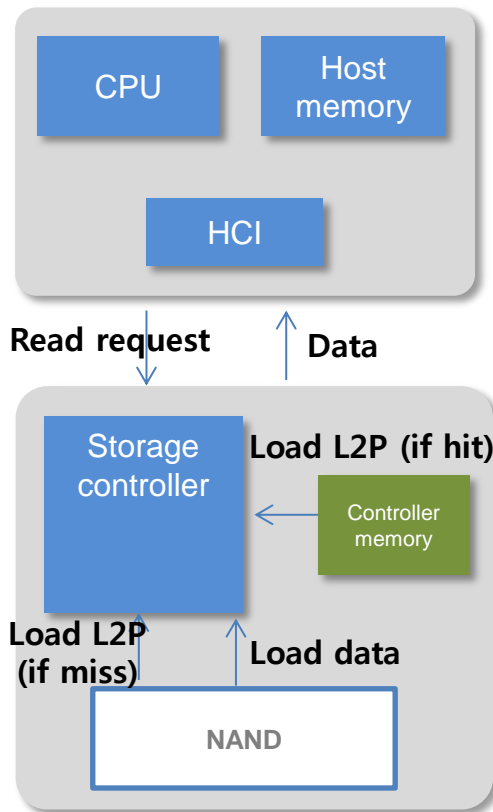 CPU
Host
memory
HCI
Read request
Data
Storage
controller
Load L2P (if hit)
Controller
memory
Load L2P
(if miss)
Load data
NAND